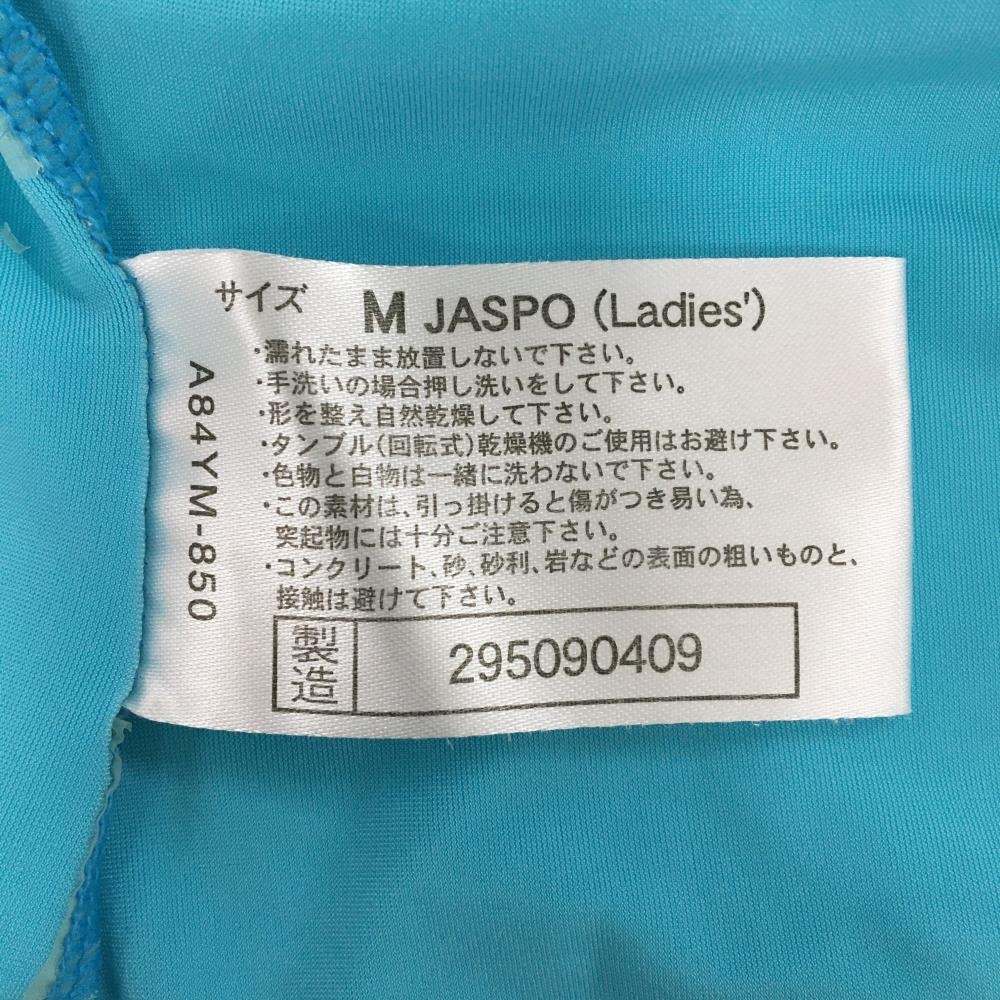 サイズ M JASPO (Ladies')
・濡れたまま放置しないで下さい。
・手洗いの場合押し洗いをして下さい。
・形を整え自然乾燥して下さい。
・タンブル(回転式)乾燥機のご使用はお避け下さい。
・色物と白物は一緒に洗わないで下さい。
・この素材は、引っ掛けると傷がつき易い為、
突起物には十分ご注意下さい。
・コンクリート、砂、砂利、岩などの表面の粗いものと、
接触は避けて下さい。
製造 295090409
A84YM-850